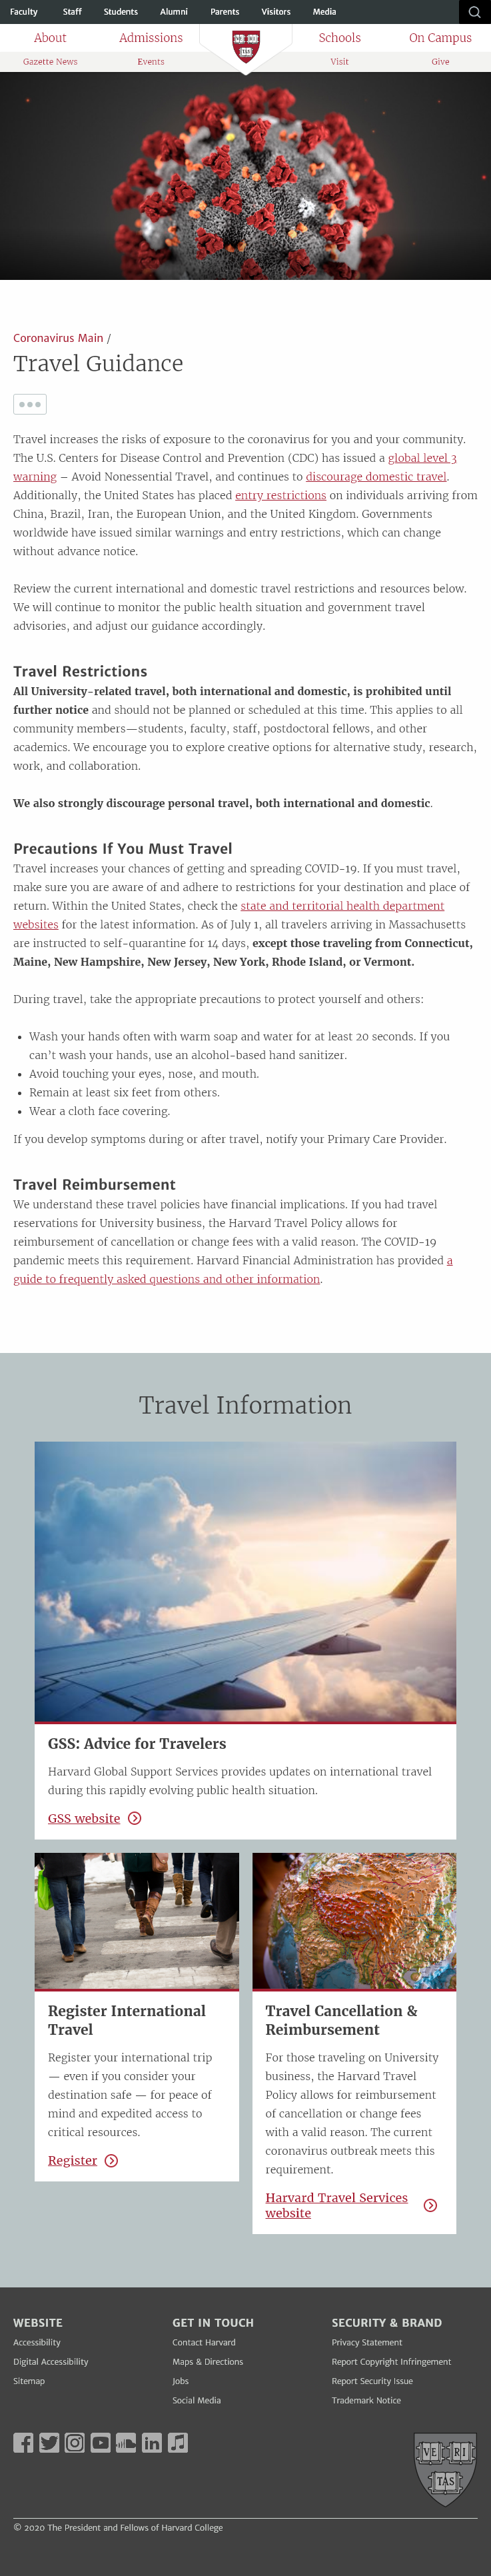 Faculty Staff Students Alumni Parents Visitors Media
About Admissions Schools On Campus
Gazette News Events Visit Give
VE RI TAS
Coronavirus Main /
Travel Guidance
Travel increases the risks of exposure to the coronavirus for you and your community.
The U.S. Centers for Disease Control and Prevention (CDC) has issued a global level 3
warning – Avoid Nonessential Travel, and continues to discourage domestic travel.
Additionally, the United States has placed entry restrictions on individuals arriving from
China, Brazil, Iran, the European Union, and the United Kingdom. Governments
worldwide have issued similar warnings and entry restrictions, which can change
without advance notice.
Review the current international and domestic travel restrictions and resources below.
We will continue to monitor the public health situation and government travel
advisories, and adjust our guidance accordingly.
Travel Restrictions
All University-related travel, both international and domestic, is prohibited until
further notice and should not be planned or scheduled at this time. This applies to all
community members—students, faculty, staff, postdoctoral fellows, and other
academics. We encourage you to explore creative options for alternative study, research,
work, and collaboration.
We also strongly discourage personal travel, both international and domestic.
Precautions If You Must Travel
Travel increases your chances of getting and spreading COVID-19. If you must travel,
make sure you are aware of and adhere to restrictions for your destination and place of
return. Within the United States, check the state and territorial health department
websites for the latest information. As of July 1, all travelers arriving in Massachusetts
are instructed to self-quarantine for 14 days, except those traveling from Connecticut,
Maine, New Hampshire, New Jersey, New York, Rhode Island, or Vermont.
During travel, take the appropriate precautions to protect yourself and others:
• Wash your hands often with warm soap and water for at least 20 seconds. If you
can’t wash your hands, use an alcohol-based hand sanitizer.
• Avoid touching your eyes, nose, and mouth.
• Remain at least six feet from others.
• Wear a cloth face covering.
If you develop symptoms during or after travel, notify your Primary Care Provider.
Travel Reimbursement
We understand these travel policies have financial implications. If you had travel
reservations for University business, the Harvard Travel Policy allows for
reimbursement of cancellation or change fees with a valid reason. The COVID-19
pandemic meets this requirement. Harvard Financial Administration has provided a
guide to frequently asked questions and other information.
Travel Information
GSS: Advice for Travelers
Harvard Global Support Services provides updates on international travel
during this rapidly evolving public health situation.
GSS website
Register International
Travel
Register your international trip
— even if you consider your
destination safe — for peace of
mind and expedited access to
critical resources.
Register
Travel Cancellation &
Reimbursement
For those traveling on University
business, the Harvard Travel
Policy allows for reimbursement
of cancellation or change fees
with a valid reason. The current
coronavirus outbreak meets this
requirement.
Harvard Travel Services
website
WEBSITE
Accessibility
Digital Accessibility
Sitemap
GET IN TOUCH
Contact Harvard
Maps & Directions
Jobs
Social Media
SECURITY & BRAND
Privacy Statement
Report Copyright Infringement
Report Security Issue
Trademark Notice
VE RI
TAS
© 2020 The President and Fellows of Harvard College